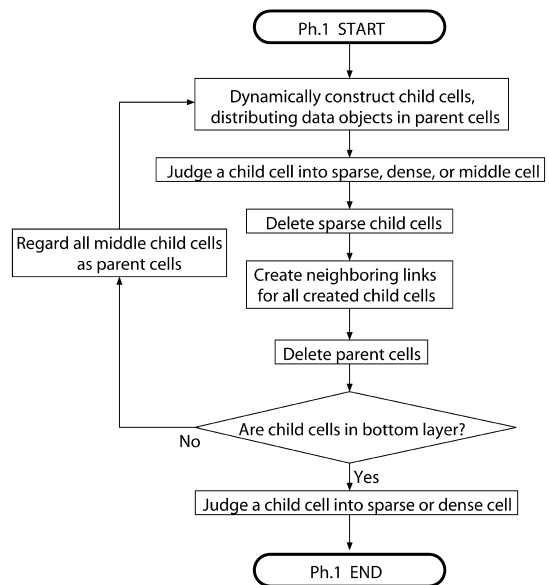 Ph.1 START
Dynamically construct child cells,
distributing data objects in parent cells
Judge a child cell into sparse, dense, or middle cell
Delete sparse child cells
Regard all middle child cells
as parent cells
Create neighboring links
for all created child cells
Delete parent cells
Are child cells in bottom layer?
No
Yes
Judge a child cell into sparse or dense cell
Ph.1 END